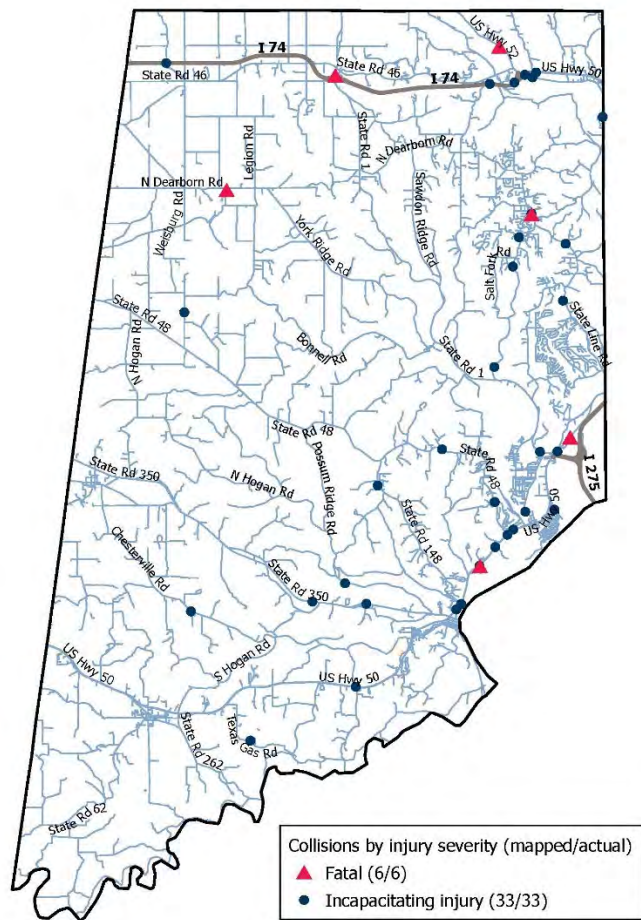 US Hwy 52
I 74
State Rd 46
State Rd 46
I 74
US Hwy 50
State Rd 1
N Dearborn Rd
Legion Rd
N Dearborn Rd
Weisburg Rd
Sawdon Ridge Rd
York Ridge Rd
Salt Fork Rd
State Rd 48
N Hogan Rd
Bonnell Rd
State Line Rd
State Rd 1
State Rd 48
State Rd 350
N Hogan Rd
Possum Ridge Rd
State Rd 48
I 275
US Hwy 50
State Rd 148
Chesterville Rd
State Rd 350
S Hogan Rd
US Hwy 50
US Hwy 50
Texas Gas Rd
State Rd 262
State Rd 62
Collisions by injury severity (mapped/actual)
Fatal (6/6)
Incapacitating injury (33/33)